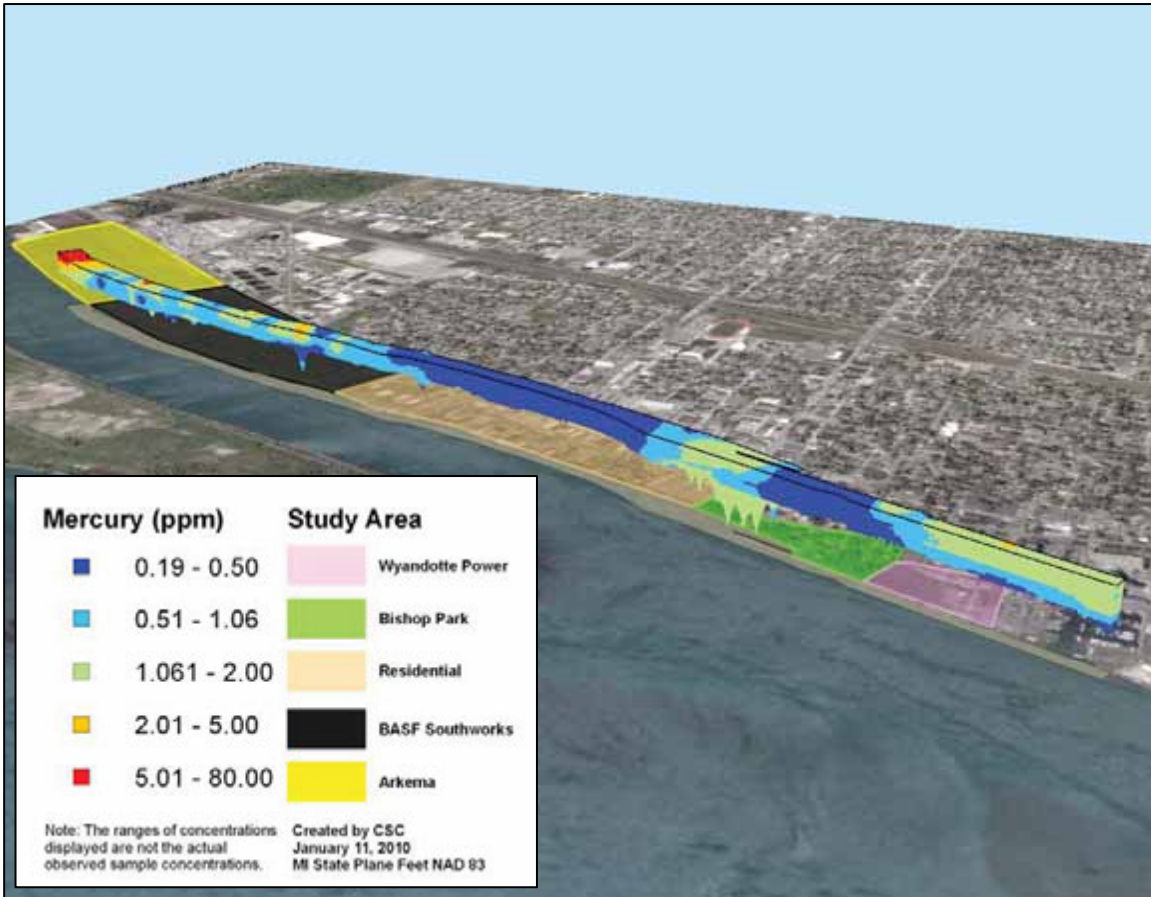 Mercury (ppm)
0.19 - 0.50
0.51 - 1.06
1.061 - 2.00
2.01 - 5.00
5.01 - 80.00
Note: The ranges of concentrations
displayed are not the actual
observed sample concentrations.
Study Area
Wyandotte Power
Bishop Park
Residential
BASF Southworks
Arkema
Created by CSC
January 11, 2010
MI State Plane Feet NAD 83